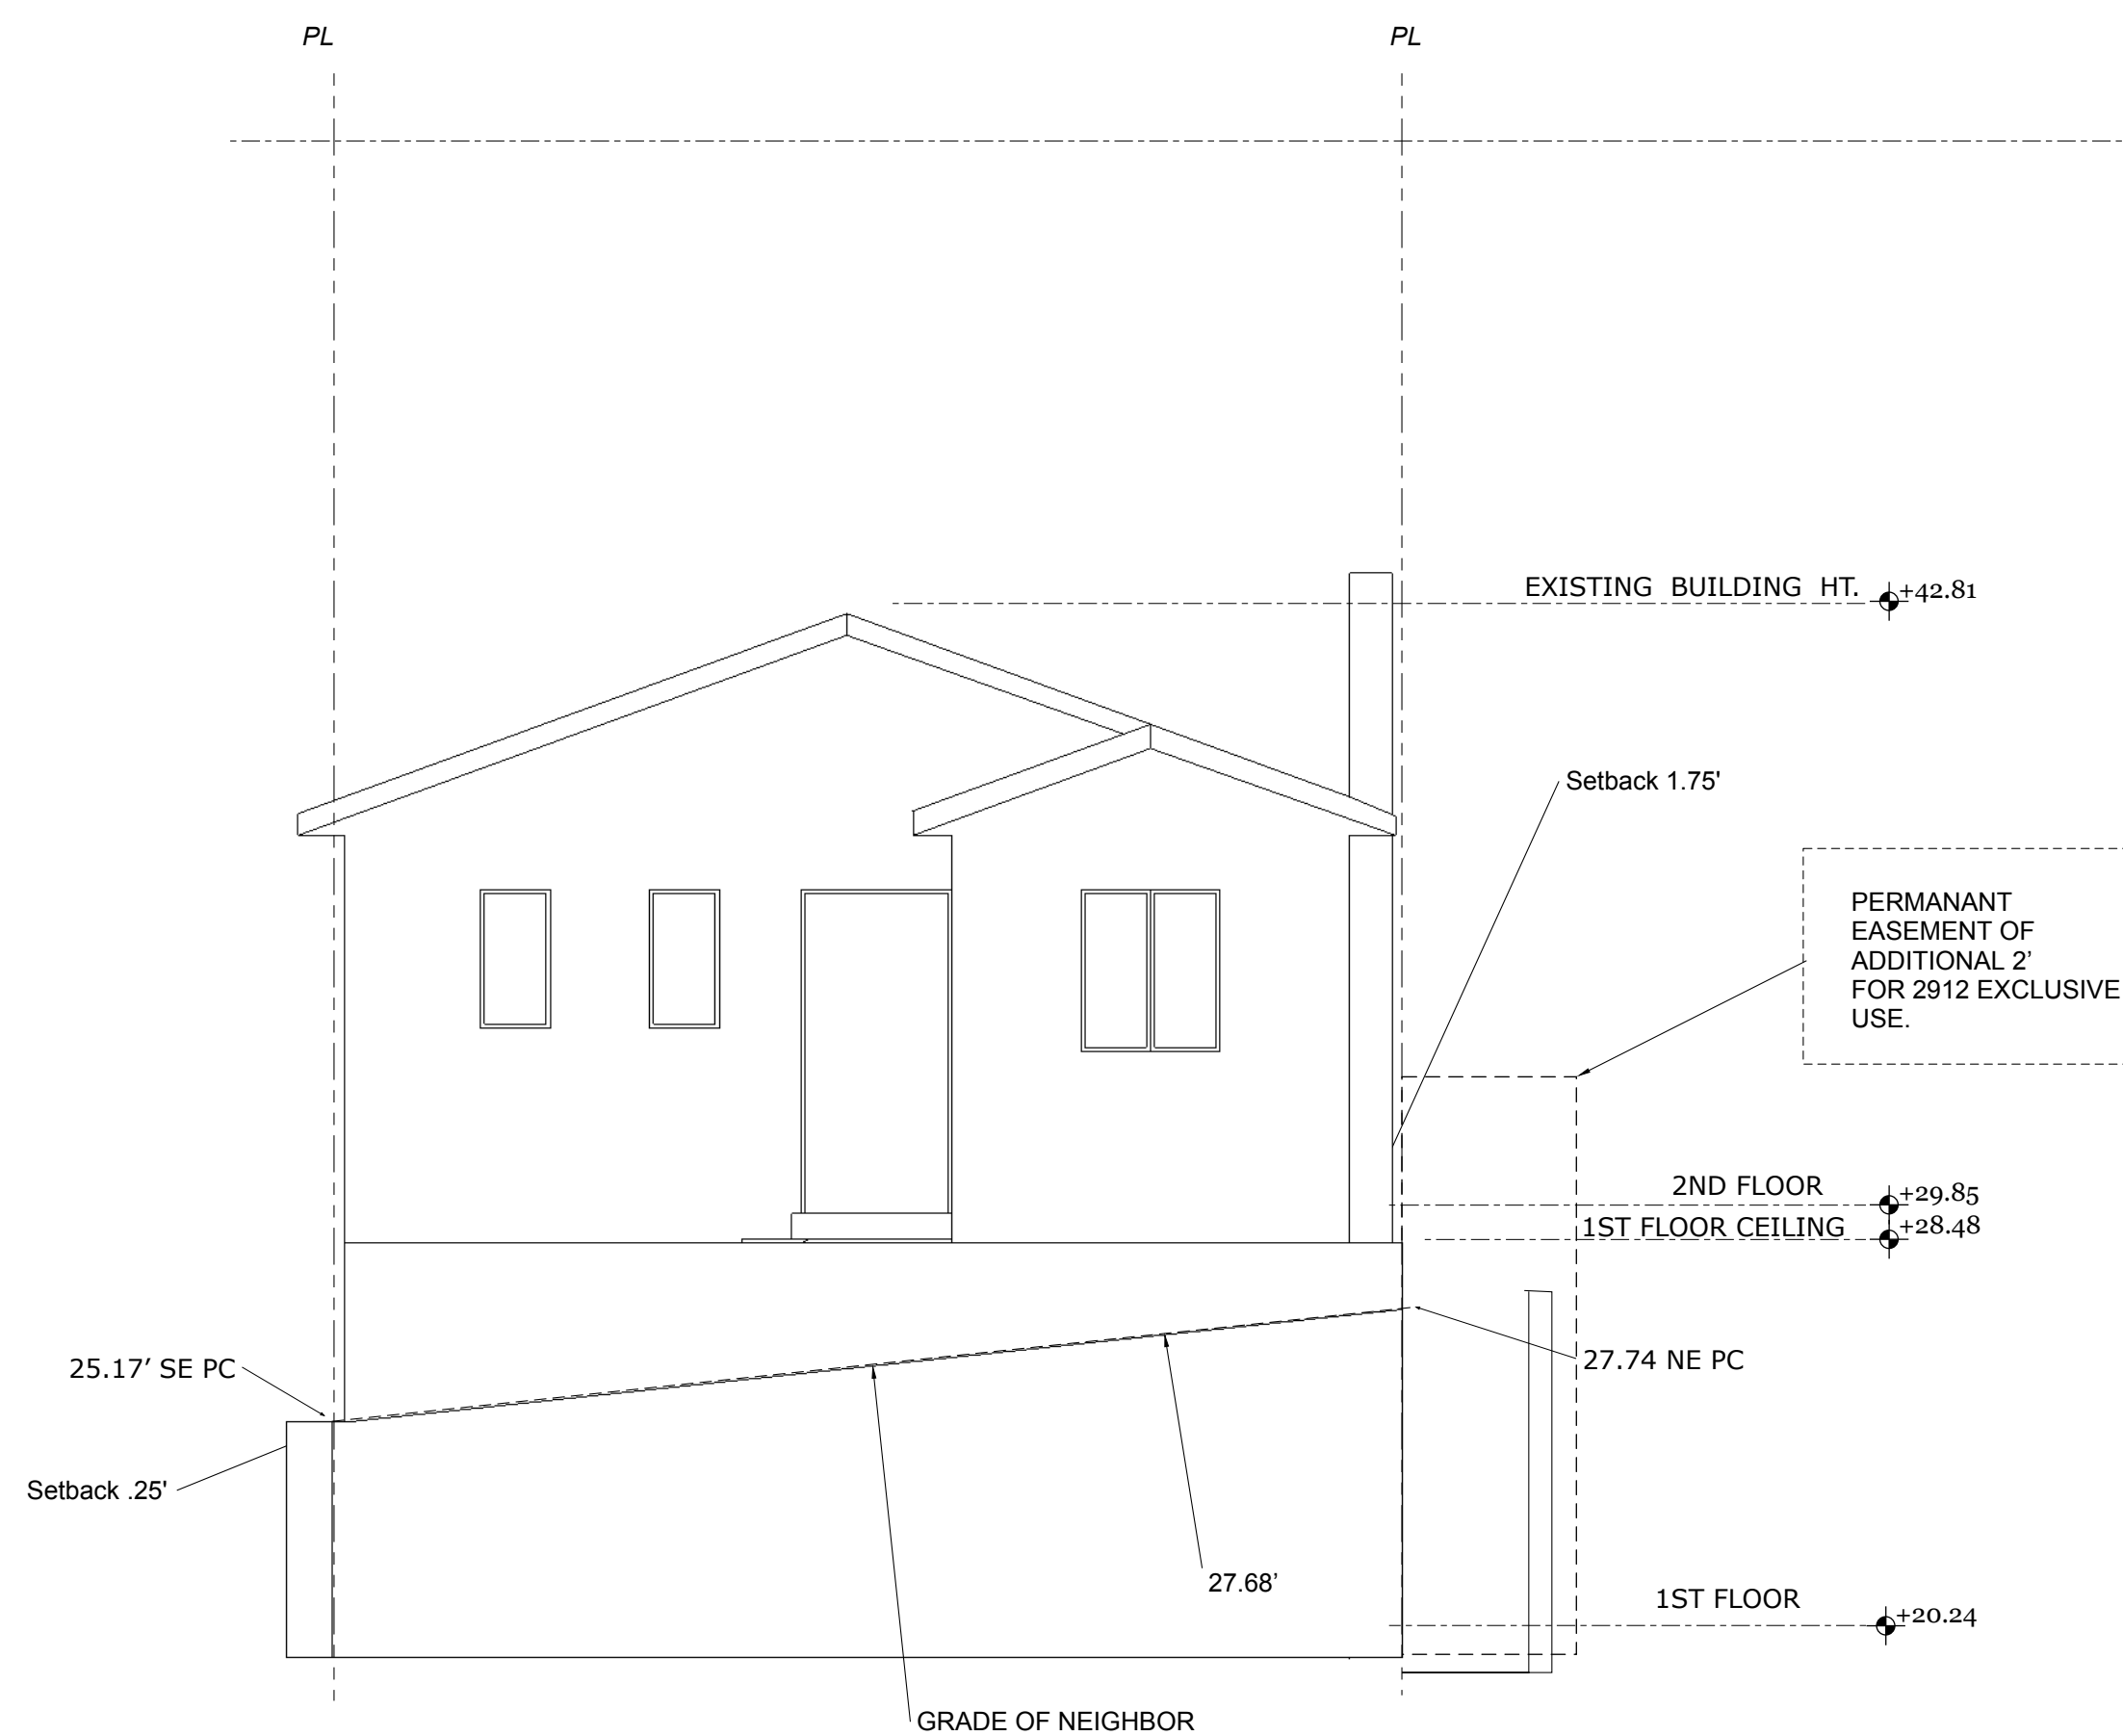 PL
PL
EXISTING BUILDING HT.
+42.81
Setback 1.75'
PERMANANT
EASEMENT OF
ADDITIONAL 2'
FOR 2912 EXCLUSIVE
USE.
2ND FLOOR
+29.85
1ST FLOOR CEILING
+28.48
25.17' SE PC
27.74 NE PC
Setback .25'
27.68'
1ST FLOOR
+20.24
GRADE OF NEIGHBOR